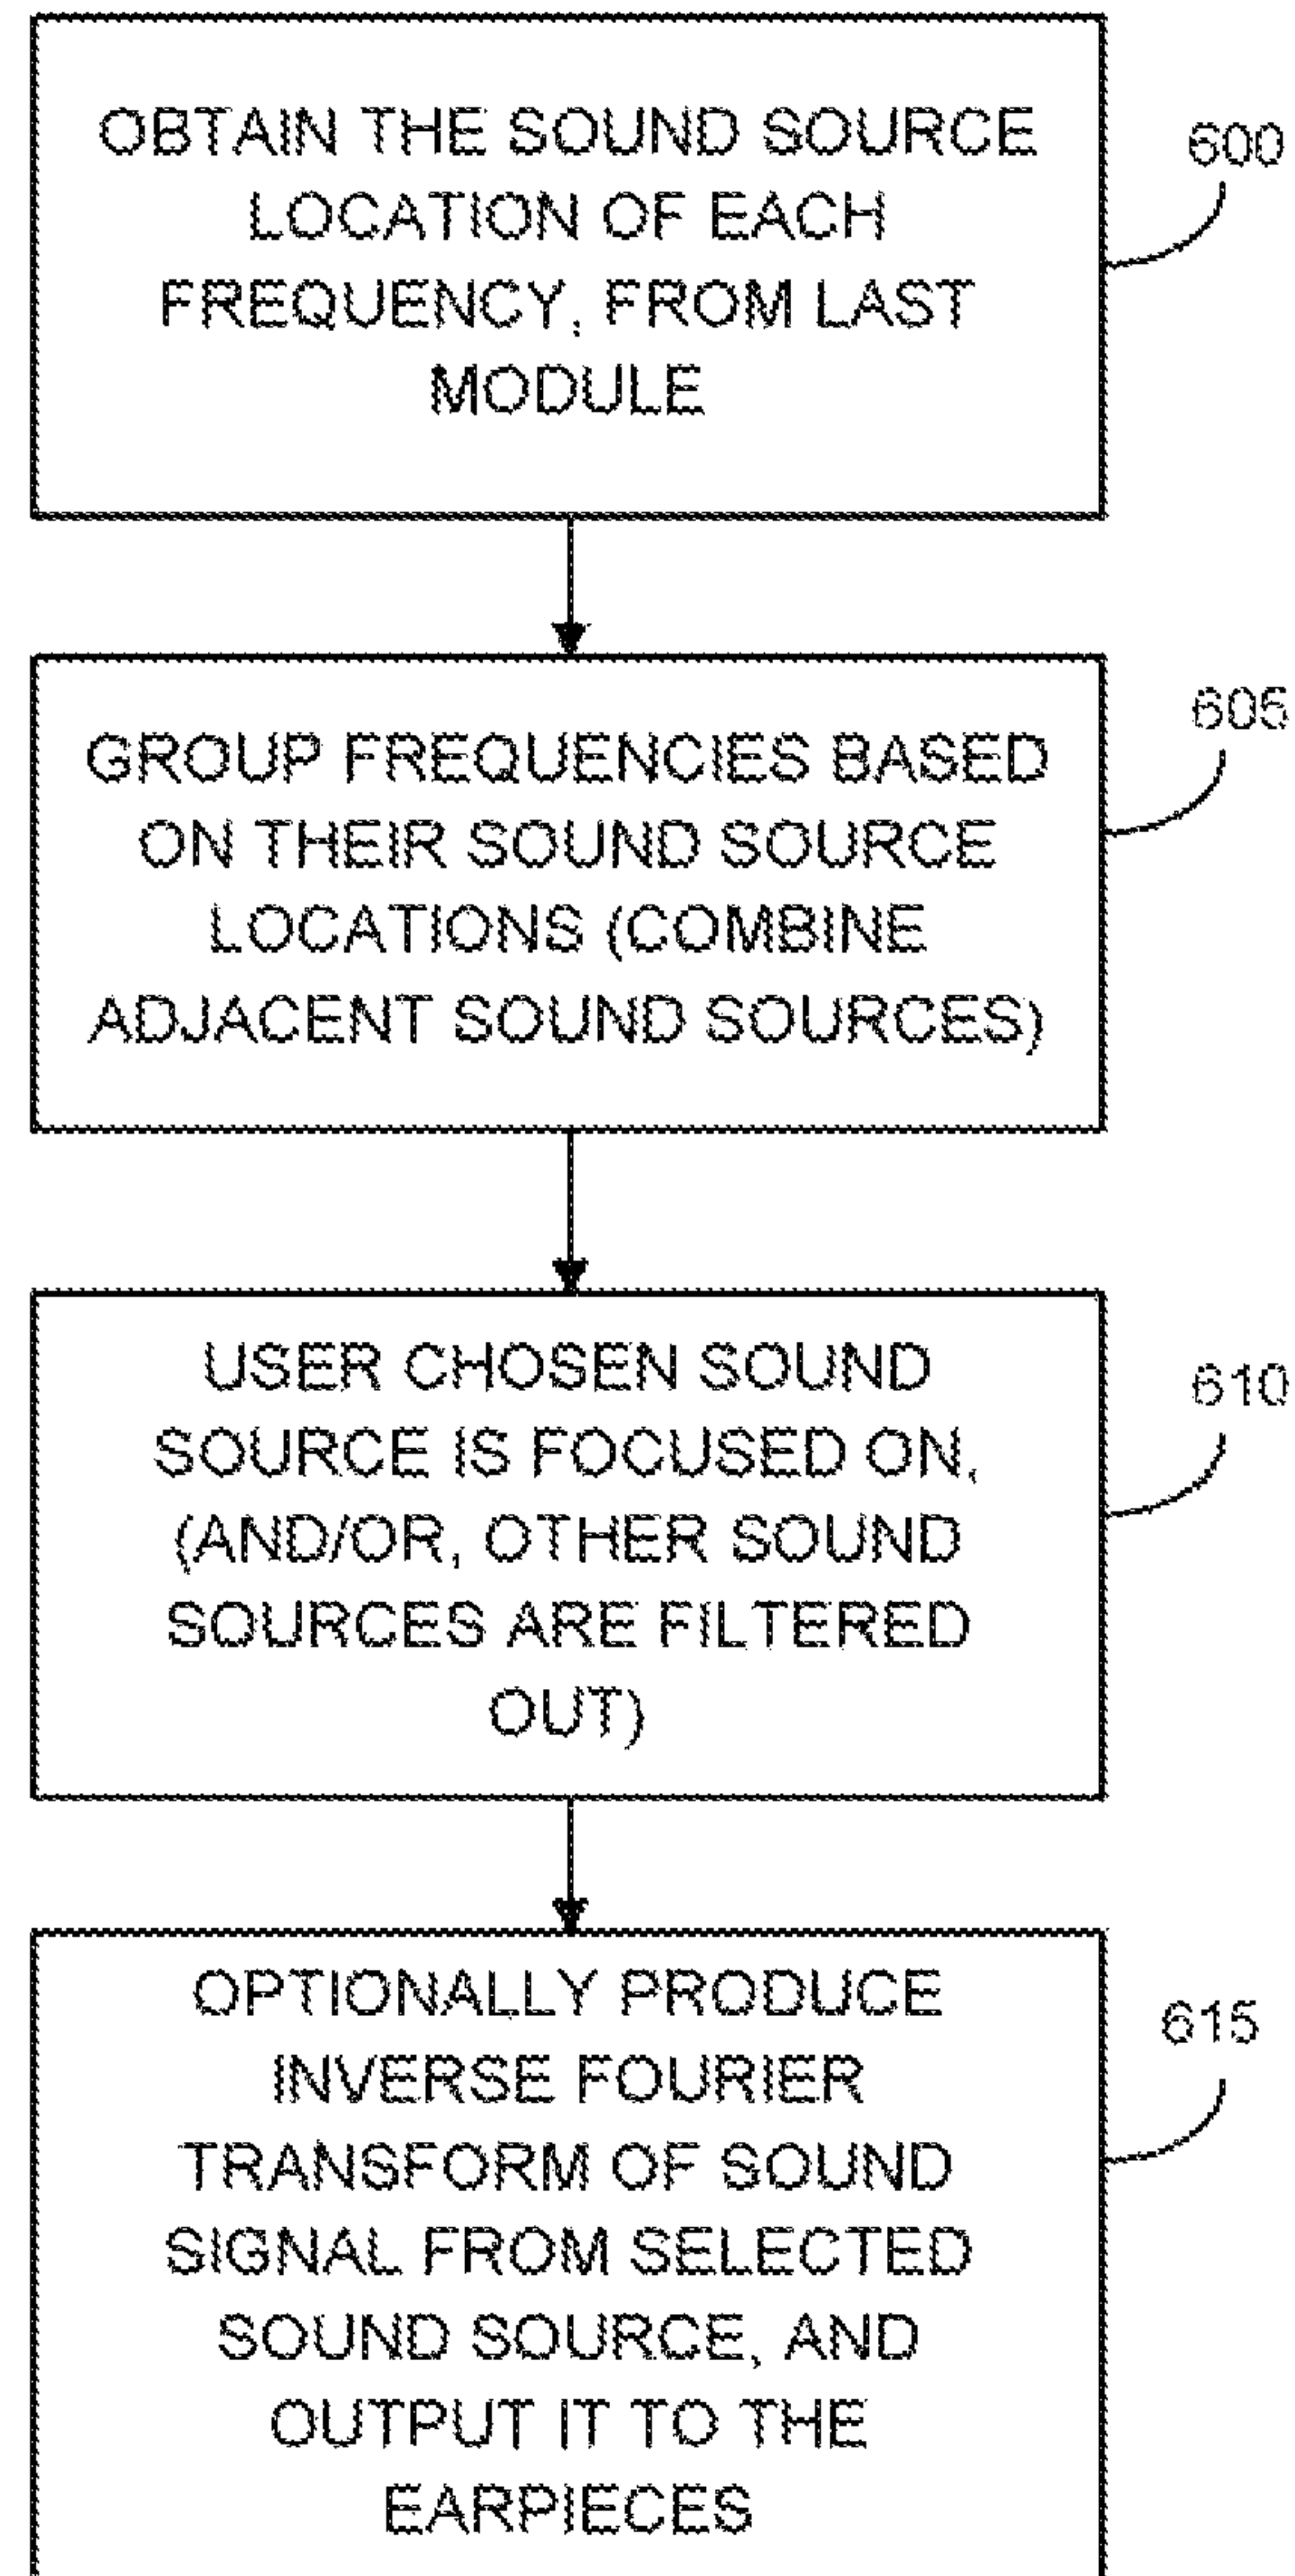 OBTAIN THE SOUND SOURCE
LOCATION OF EACH
FREQUENCY, FROM LAST
MODULE
600
GROUP FREQUENCIES BASED
ON THEIR SOUND SOURCE
LOCATIONS (COMBINE
ADJACENT SOUND SOURCES)
605
USER CHOSEN SOUND
SOURCE IS FOCUSED ON,
(AND/OR, OTHER SOUND
SOURCES ARE FILTERED
OUT)
610
OPTIONALLY PRODUCE
INVERSE FOURIER
TRANSFORM OF SOUND
SIGNAL FROM SELECTED
SOUND SOURCE, AND
OUTPUT IT TO THE
EARPIECES
615